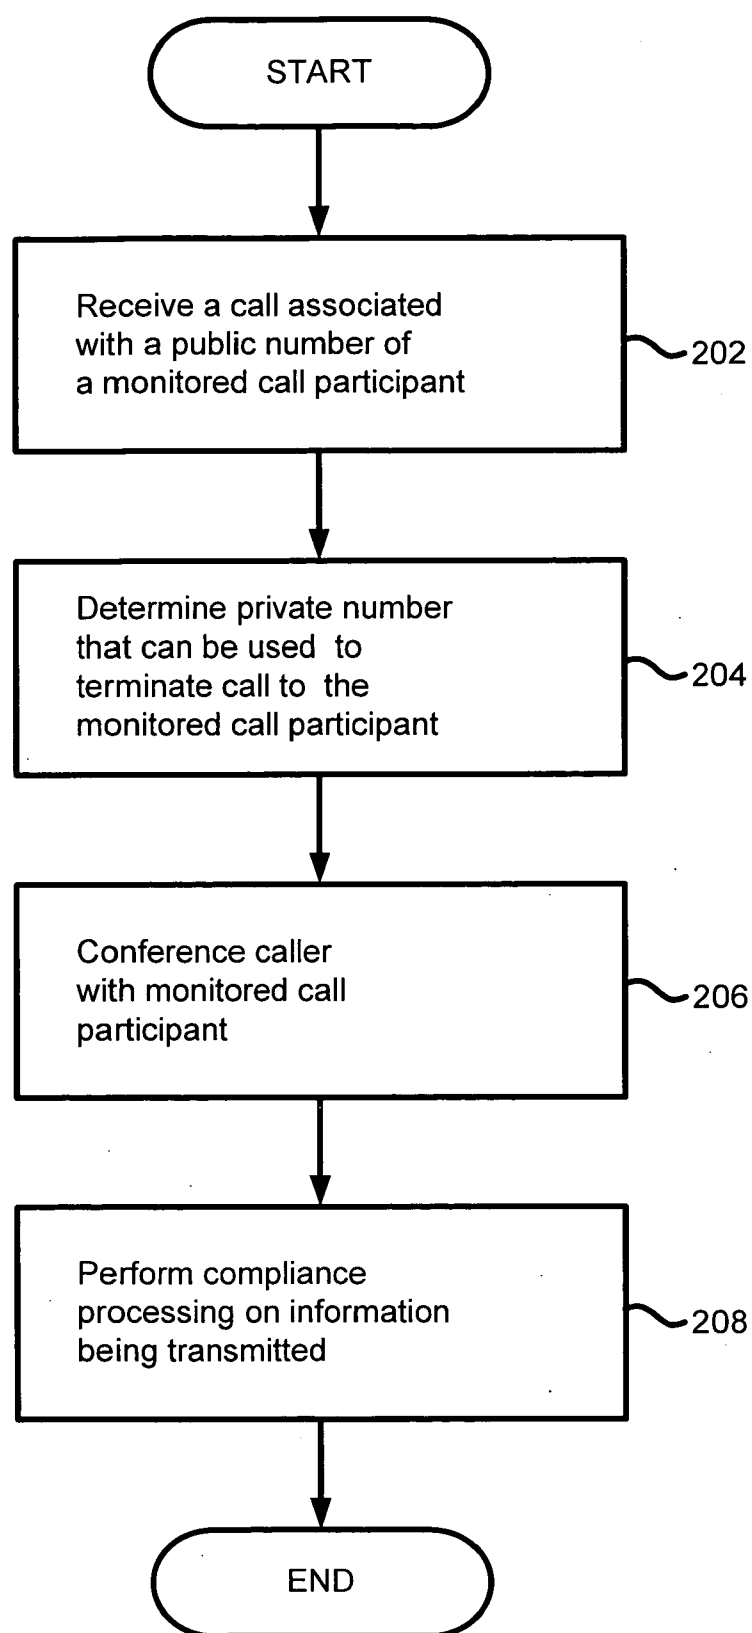 START
Receive a call associated
with a public number of
a monitored call participant
202
Determine private number
that can be used to
terminate call to the
monitored call participant
204
Conference caller
with monitored call
participant
206
Perform compliance
processing on information
being transmitted
208
END